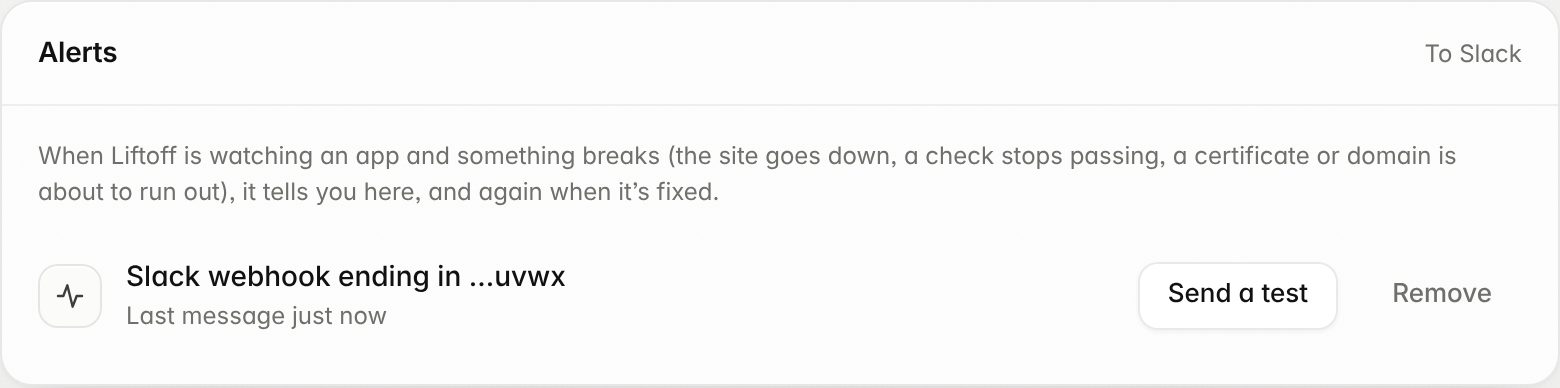 Alerts
To Slack
When Liftoff is watching an app and something breaks (the site goes down, a check stops passing, a certificate or domain is
about to run out), it tells you here, and again when it’s fixed.
Slack webhook ending in …uvwx
Last message just now
Send a test
Remove